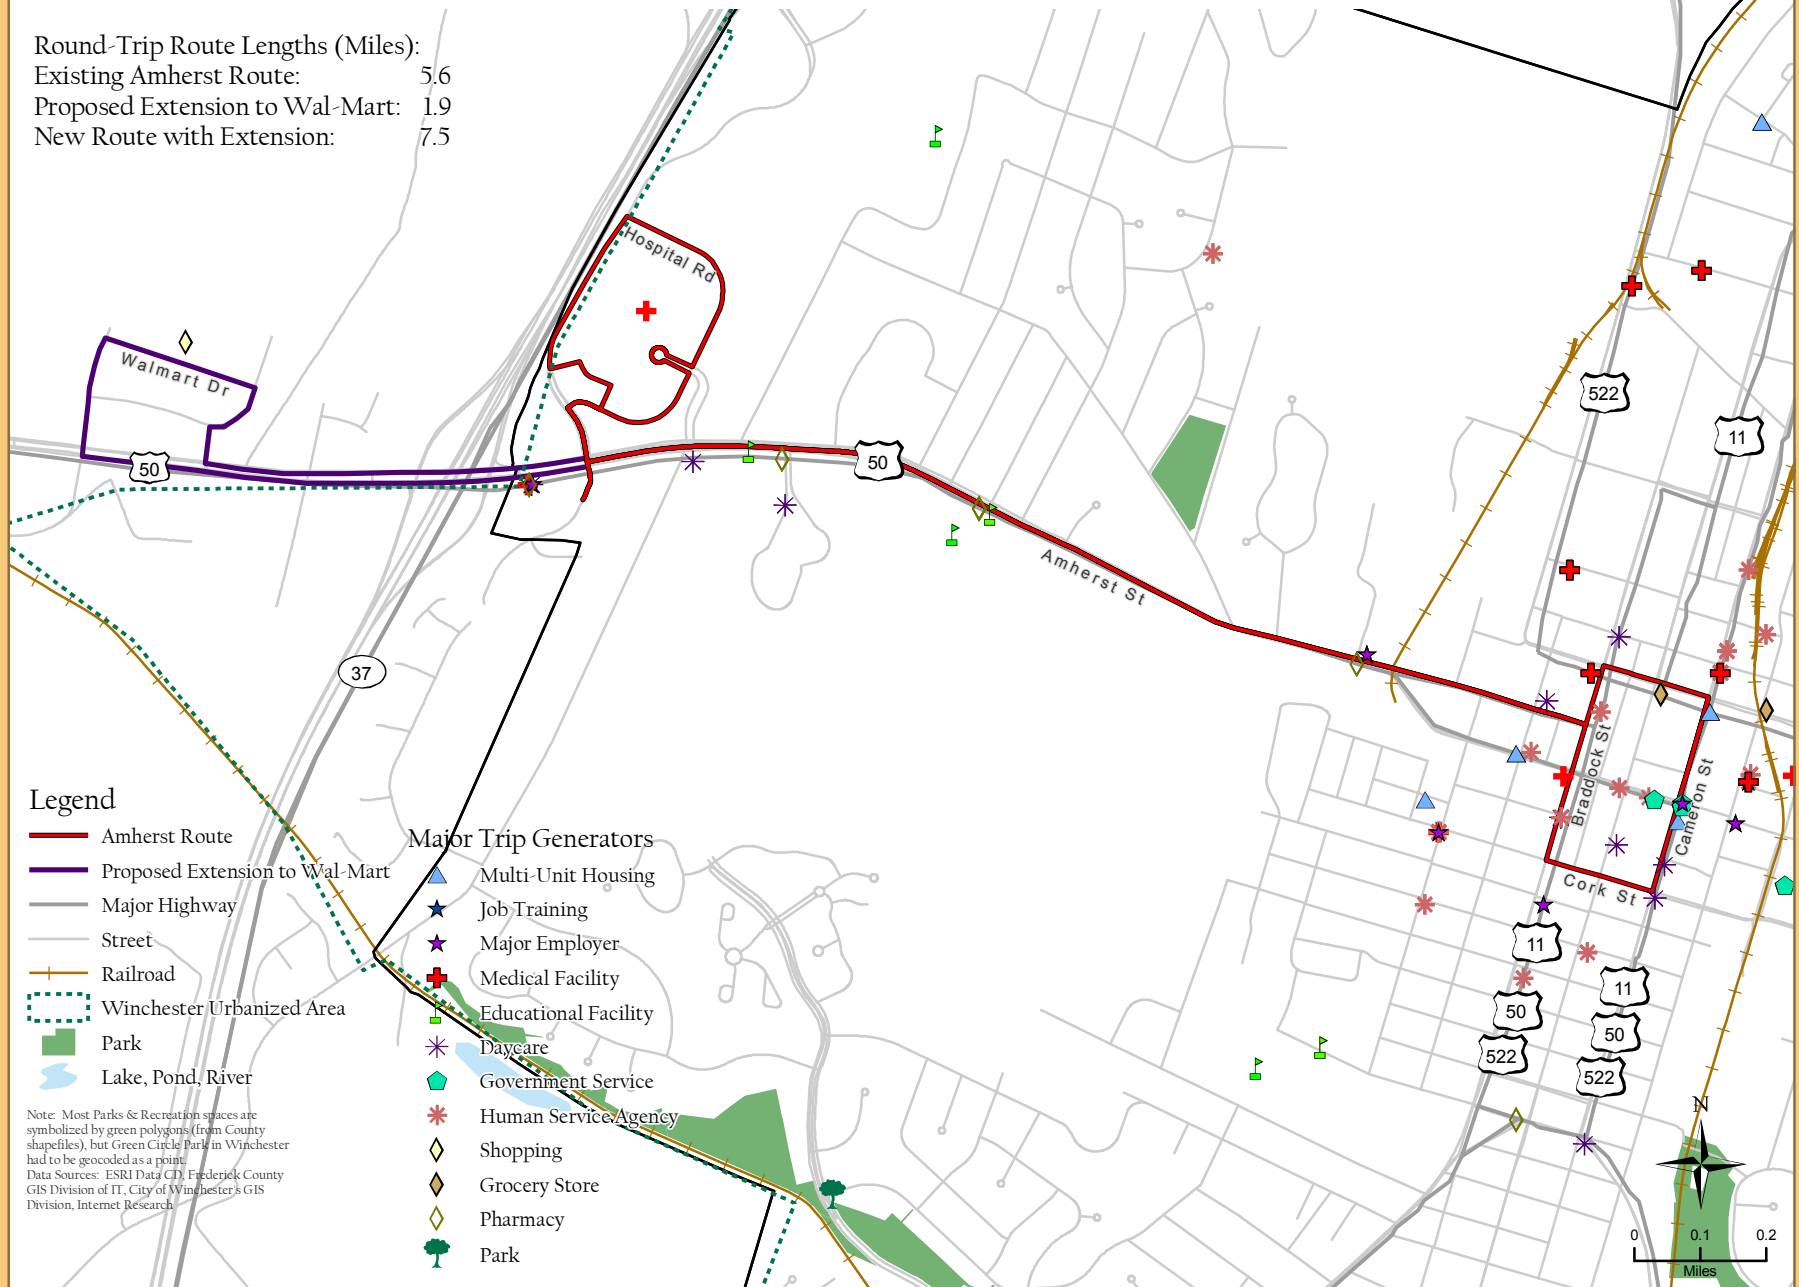 Round-Trip Route Lengths (Miles):
Existing Amherst Route: 5.6
Proposed Extension to Wal-Mart: 1.9
New Route with Extension: 7.5
Hospital Rd
Walmart Dr
50
50
522
11
Amherst St
37
Braddock St
Cameron St
Cork St
11
11
50
50
522
522
Legend
Amherst Route
Proposed Extension to Wal-Mart
Major Highway
Street
Railroad
Winchester Urbanized Area
Park
Lake, Pond, River
Note: Most Parks & Recreation spaces are
symbolized by green polygons (from County
shapefiles), but Green Circle Park in Winchester
had to be geocoded as a point.
Data Sources: ESRI Data CD, Frederick County
GIS Division of IT, City of Winchester's GIS
Division, Internet Research
Major Trip Generators
Multi-Unit Housing
Job Training
Major Employer
Medical Facility
Educational Facility
Daycare
Government Service
Human Service Agency
Shopping
Grocery Store
Pharmacy
Park
N
0 0.1 0.2
Miles